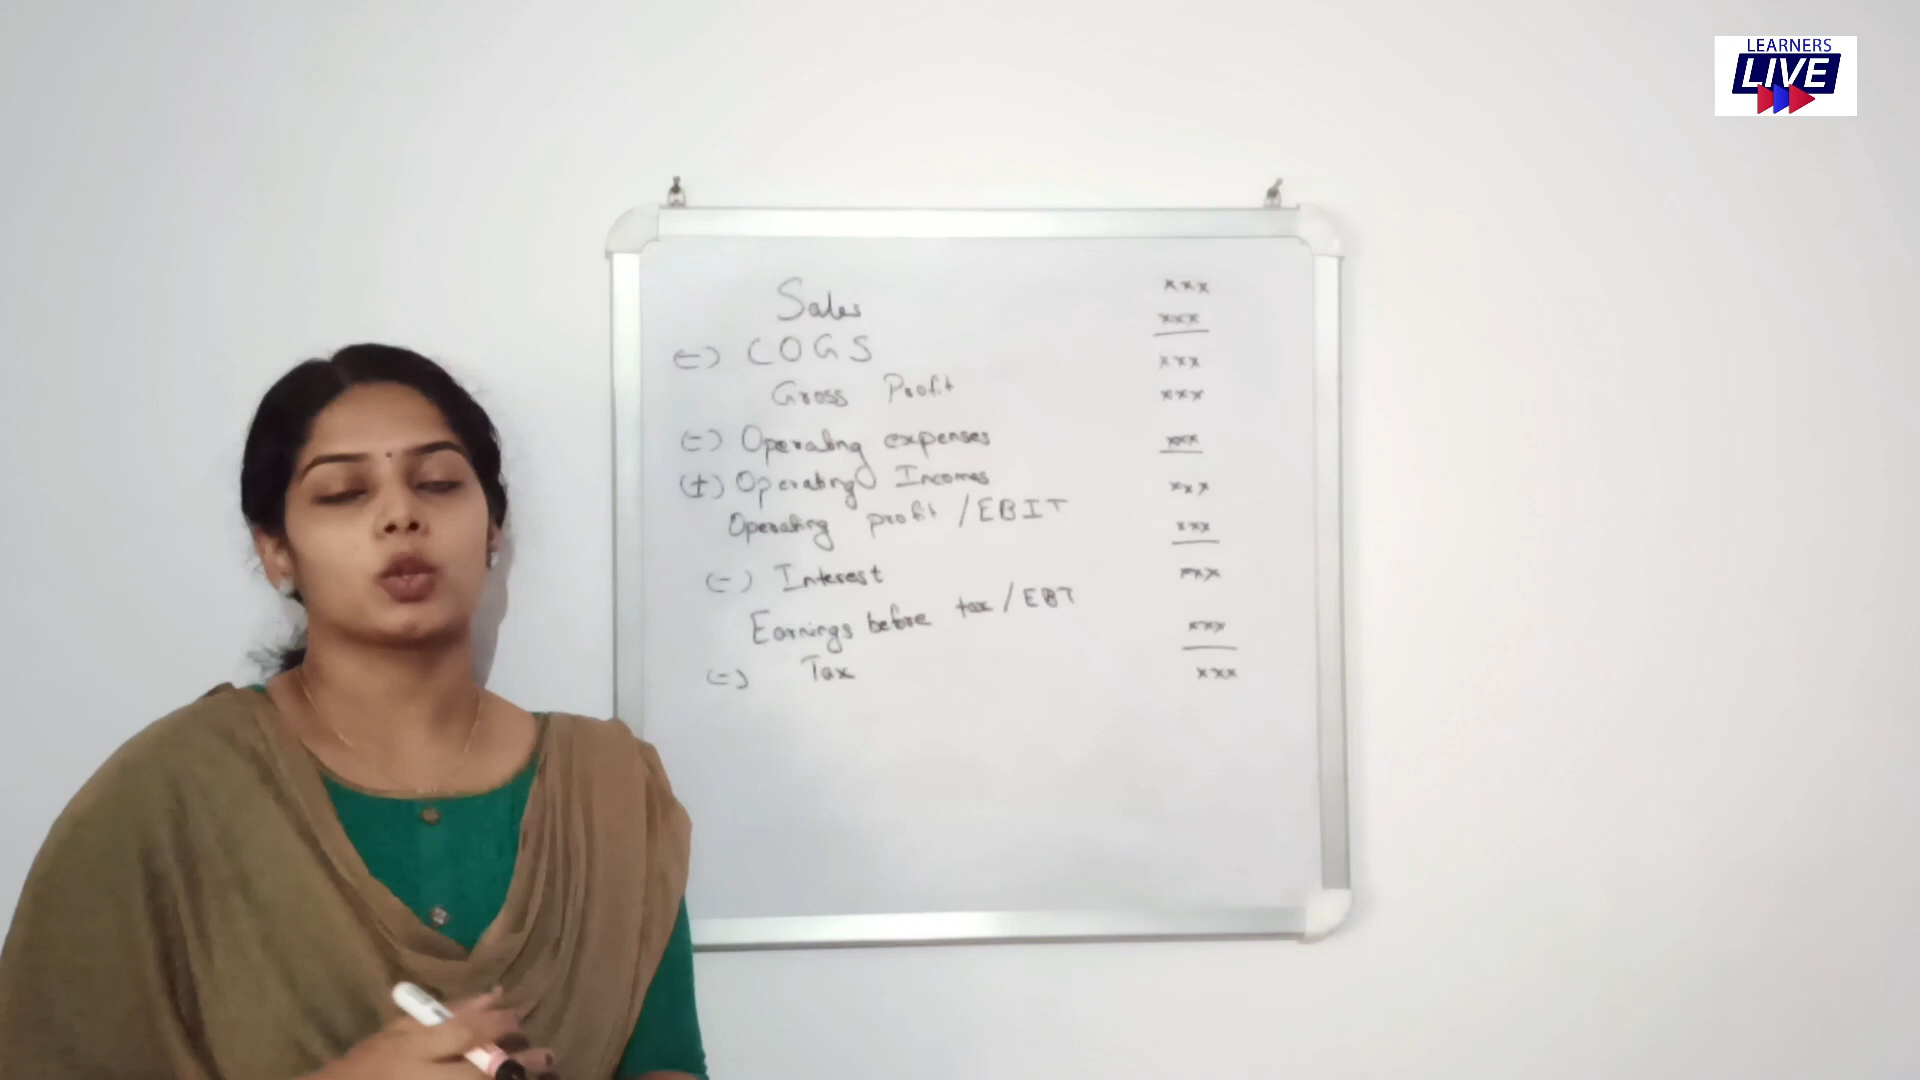 LEARNERS
LIVE
Sales xxx
(-) COGS xxx
Gross Profit xxx
xxx
(-) Operating expenses xxx
(+) Operating Incomes xxx
Operating profit / EBIT xxx
(-) Interest xxx
Earnings before tax / EBT xxx
(-) Tax xxx